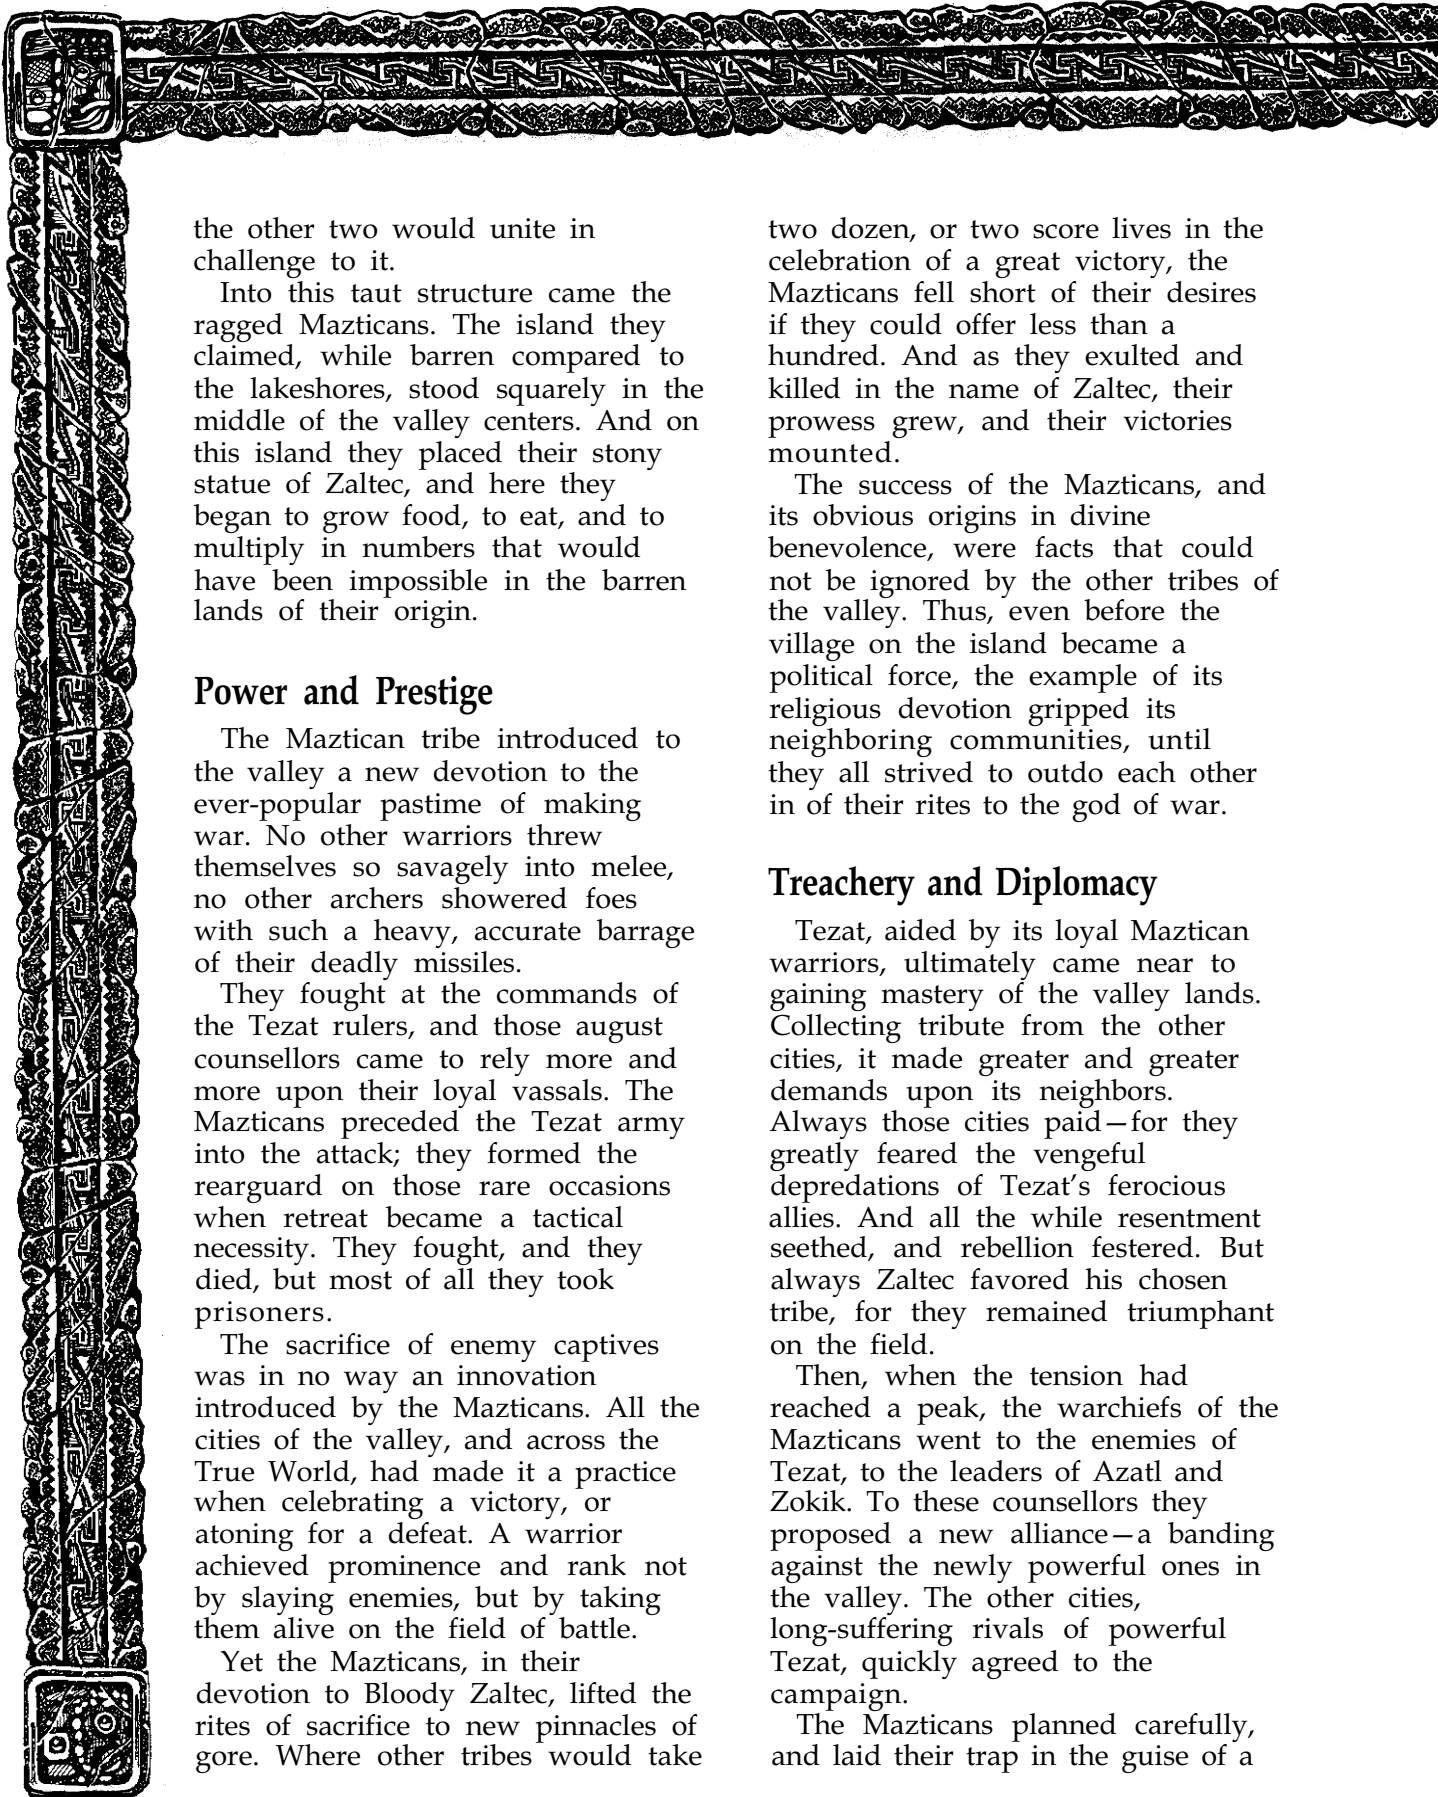 the other two would unite in
challenge to it.
Into this taut structure came the
ragged Mazticans. The island they
claimed, while barren compared to
the lakeshores, stood squarely in the
middle of the valley centers. And on
this island they placed their stony
statue of Zaltec, and here they
began to grow food, to eat, and to
multiply in numbers that would
have been impossible in the barren
lands of their origin.
Power and Prestige
The Maztican tribe introduced to
the valley a new devotion to the
ever-popular pastime of making
war. No other warriors threw
themselves so savagely into melee,
no other archers showered foes
with such a heavy, accurate barrage
of their deadly missiles.
They fought at the commands of
the Tezat rulers, and those august
counsellors came to rely more and
more upon their loyal vassals. The
Mazticans preceded the Tezat army
into the attack; they formed the
rearguard on those rare occasions
when retreat became a tactical
necessity. They fought, and they
died, but most of all they took
prisoners.
The sacrifice of enemy captives
was in no way an innovation
introduced by the Mazticans. All the
cities of the valley, and across the
True World, had made it a practice
when celebrating a victory, or
atoning for a defeat. A warrior
achieved prominence and rank not
by slaying enemies, but by taking
them alive on the field of battle.
Yet the Mazticans, in their
devotion to Bloody Zaltec, lifted the
rites of sacrifice to new pinnacles of
gore. Where other tribes would take
two dozen, or two score lives in the
celebration of a great victory, the
Mazticans fell short of their desires
if they could offer less than a
hundred. And as they exulted and
killed in the name of Zaltec, their
prowess grew, and their victories
mounted.
The success of the Mazticans, and
its obvious origins in divine
benevolence, were facts that could
not be ignored by the other tribes of
the valley. Thus, even before the
village on the island became a
political force, the example of its
religious devotion gripped its
neighboring communities, until
they all strived to outdo each other
in of their rites to the god of war.
Treachery and Diplomacy
Tezat, aided by its loyal Maztican
warriors, ultimately came near to
gaining mastery of the valley lands.
Collecting tribute from the other
cities, it made greater and greater
demands upon its neighbors.
Always those cities paid—for they
greatly feared the vengeful
depredations of Tezat's ferocious
allies. And all the while resentment
seethed, and rebellion festered. But
always Zaltec favored his chosen
tribe, for they remained triumphant
on the field.
Then, when the tension had
reached a peak, the warchiefs of the
Mazticans went to the enemies of
Tezat, to the leaders of Azatl and
Zokik. To these counsellors they
proposed a new alliance—a banding
against the newly powerful ones in
the valley. The other cities,
long-suffering rivals of powerful
Tezat, quickly agreed to the
campaign.
The Mazticans planned carefully,
and laid their trap in the guise of a